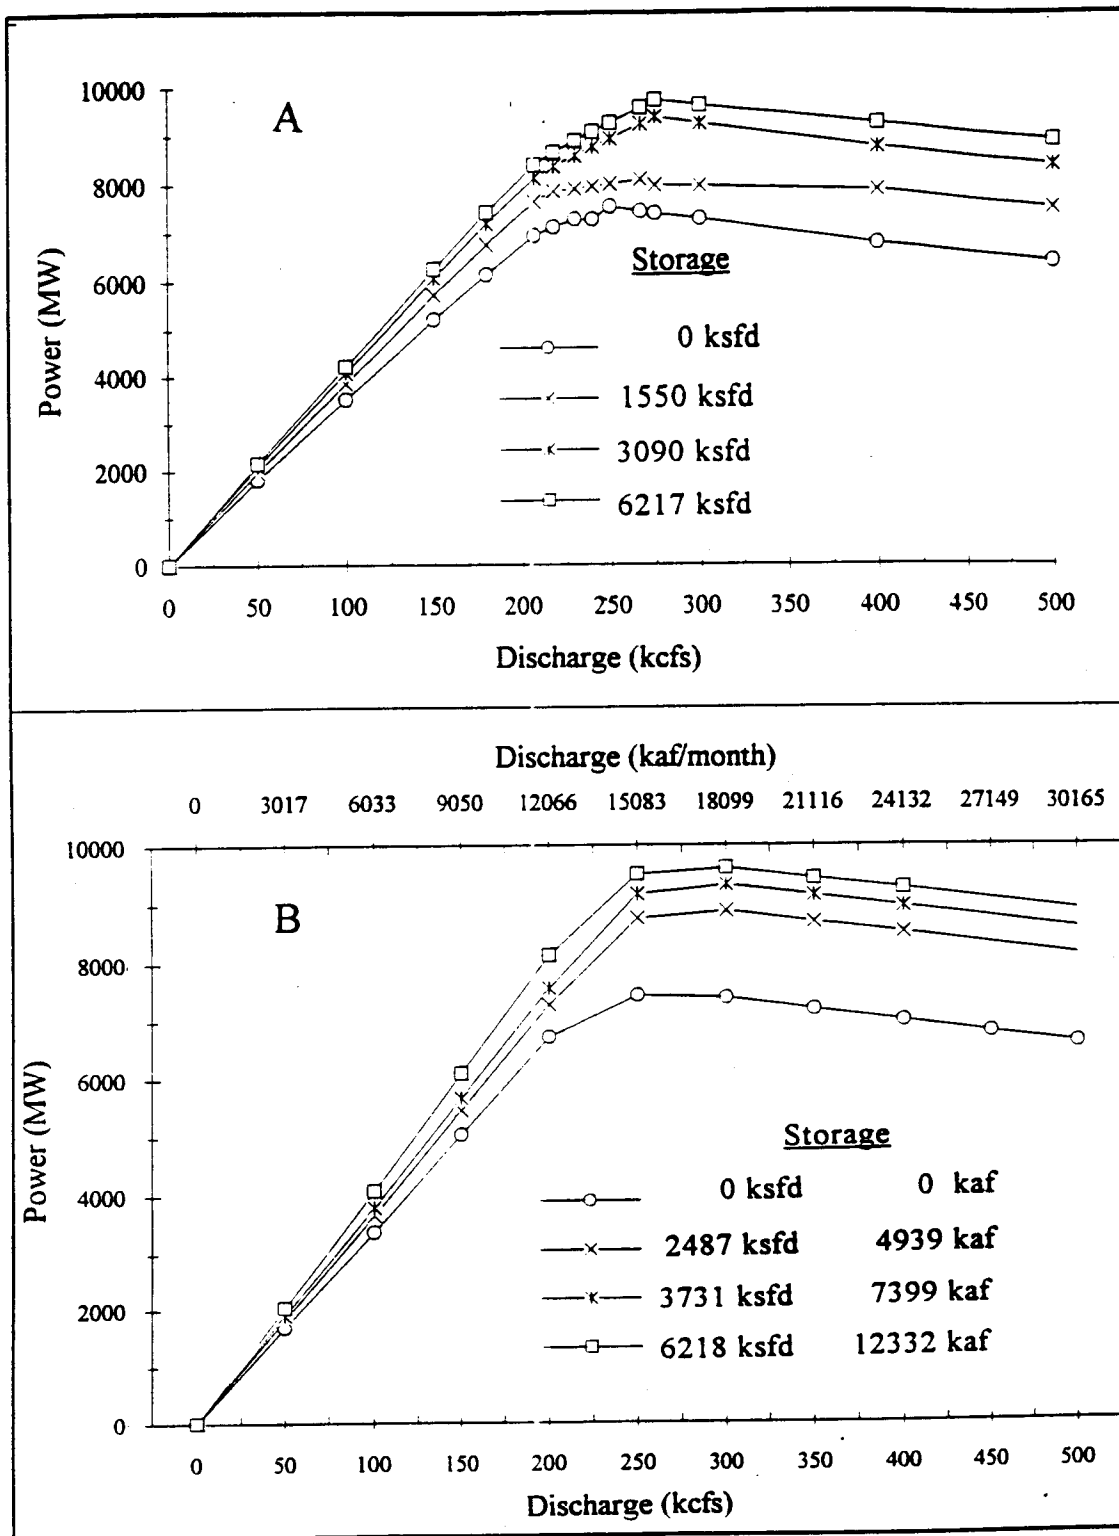 A
10000
8000
6000
4000
2000
0
Power (MW)
Storage
0 ksfd
1550 ksfd
3090 ksfd
6217 ksfd
0 50 100 150 200 250 300 350 400 450 500
Discharge (kcfs)
Discharge (kaf/month)
0 3017 6033 9050 12066 15083 18099 21116 24132 27149 30165
B
10000
8000
6000
4000
2000
0
Power (MW)
Storage
0 ksfd 0 kaf
2487 ksfd 4939 kaf
3731 ksfd 7399 kaf
6218 ksfd 12332 kaf
0 50 100 150 200 250 300 350 400 450 500
Discharge (kcfs)